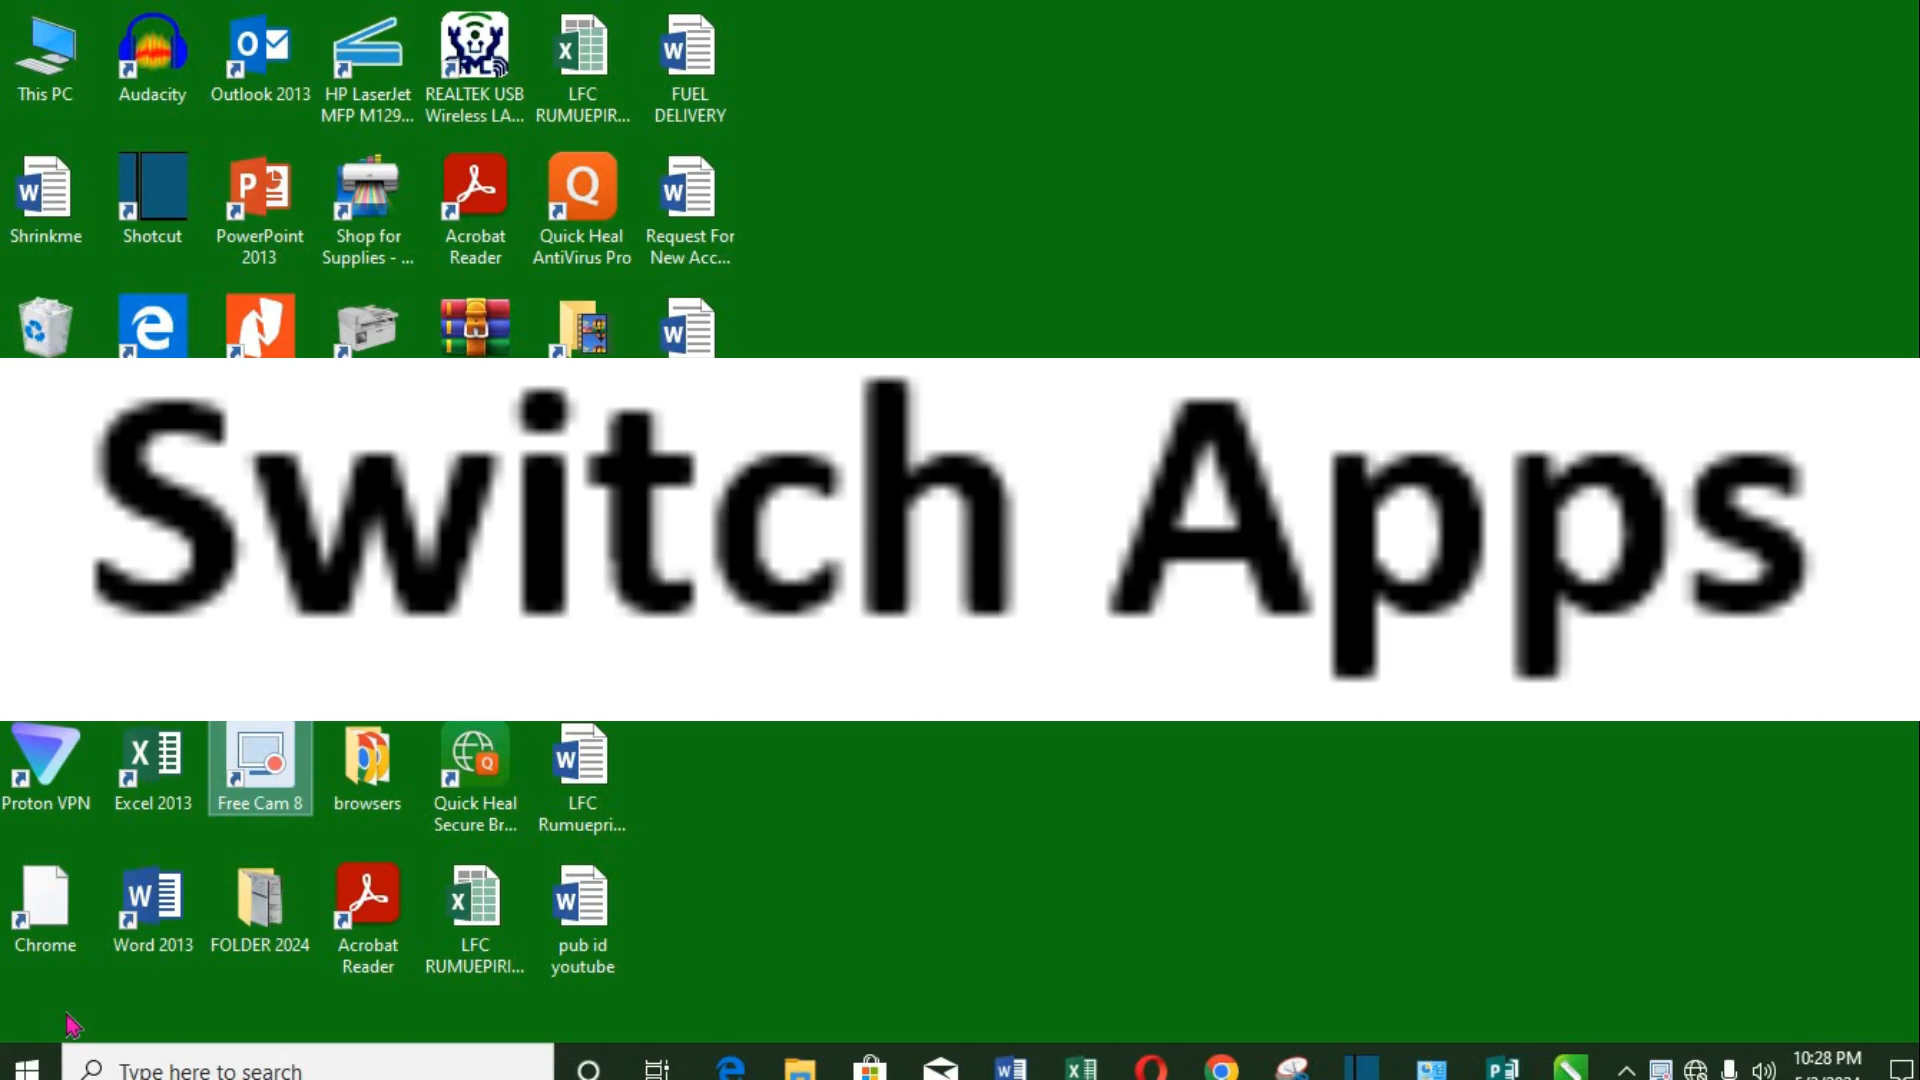 This PC
Audacity
Outlook 2013
HP LaserJet
MFP M129...
REALTEK USB
Wireless LA...
LFC
RUMUEPIR...
FUEL
DELIVERY
Shrinkme
Shotcut
PowerPoint
2013
Shop for
Supplies - ...
Acrobat
Reader
Quick Heal
AntiVirus Pro
Request For
New Acc...
Switch Apps
Proton VPN
Excel 2013
Free Cam 8
browsers
Quick Heal
Secure Br...
LFC
Rumuepri...
Chrome
Word 2013
FOLDER 2024
Acrobat
Reader
LFC
RUMUEPIRI...
pub id
youtube
Type here to search
10:28 PM